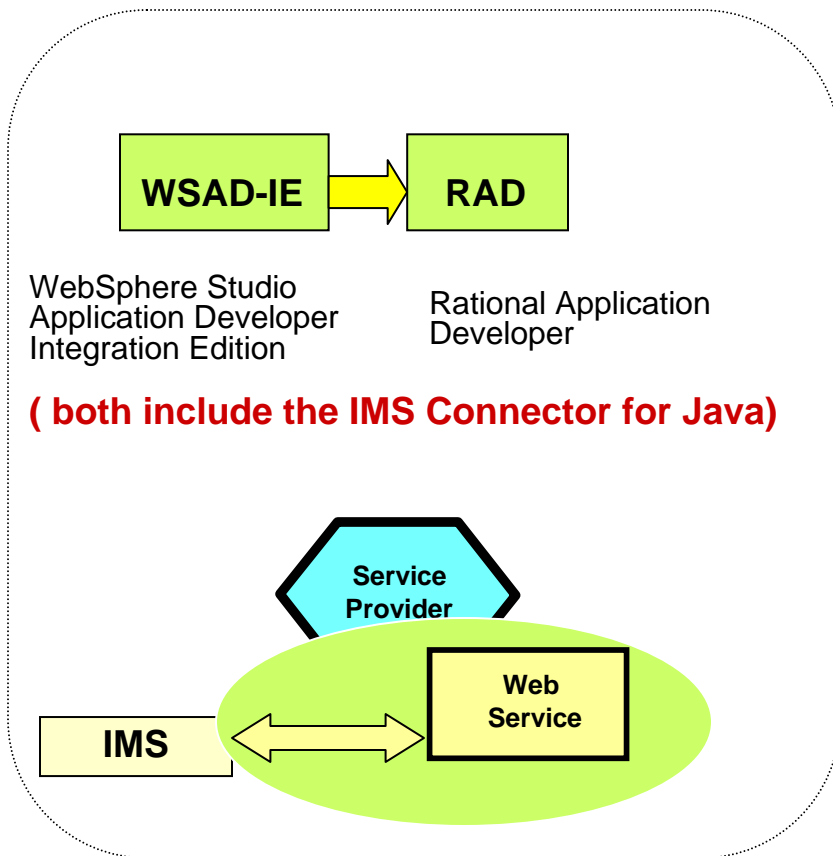 WSAD-IE
RAD
WebSphere Studio
Application Developer
Integration Edition
Rational Application
Developer
( both include the IMS Connector for Java)
Service
Provider
Web
Service
IMS